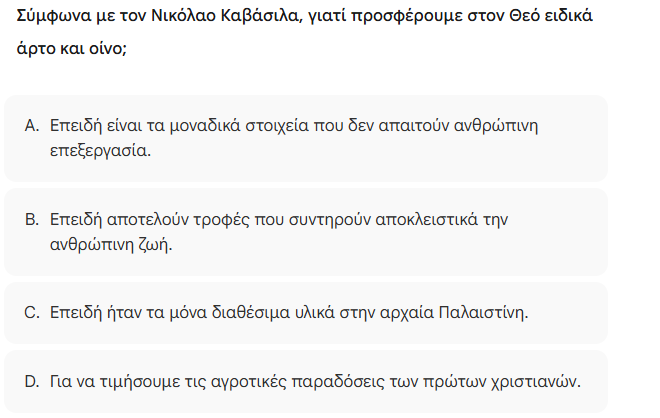 Σύμφωνα με τον Νικόλαο Καβάσιλα, γιατί προσφέρουμε στον Θεό ειδικά
άρτο και οίνο;
A. Επειδή είναι τα μοναδικά στοιχεία που δεν απαιτούν ανθρώπινη
επεξεργασία.
B. Επειδή αποτελούν τροφές που συντηρούν αποκλειστικά την
ανθρώπινη ζωή.
C. Επειδή ήταν τα μόνα διαθέσιμα υλικά στην αρχαία Παλαιστίνη.
D. Για να τιμήσουμε τις αγροτικές παραδόσεις των πρώτων χριστιανών.